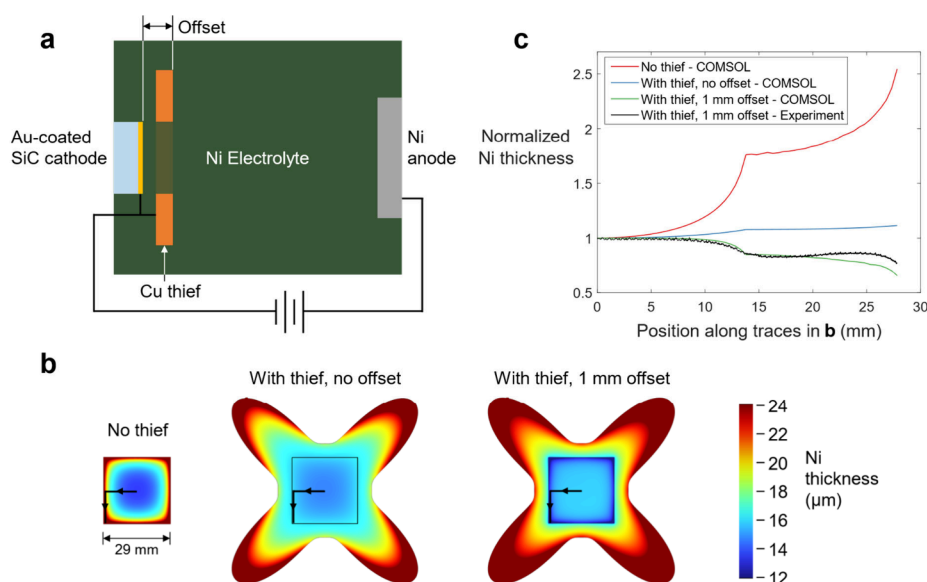 a
Offset
Au-coated
SiC cathode
Ni Electrolyte
Ni
anode
Cu thief
c
Normalized
Ni thickness
2.5
2
1.5
1
0.5
No thief - COMSOL
With thief, no offset - COMSOL
With thief, 1 mm offset - COMSOL
With thief, 1 mm offset - Experiment
0 5 10 15 20 25 30
Position along traces in b (mm)
b
No thief
With thief, no offset
With thief, 1 mm offset
29 mm
24
22
20
18
16
14
12
Ni
thickness
(μm)